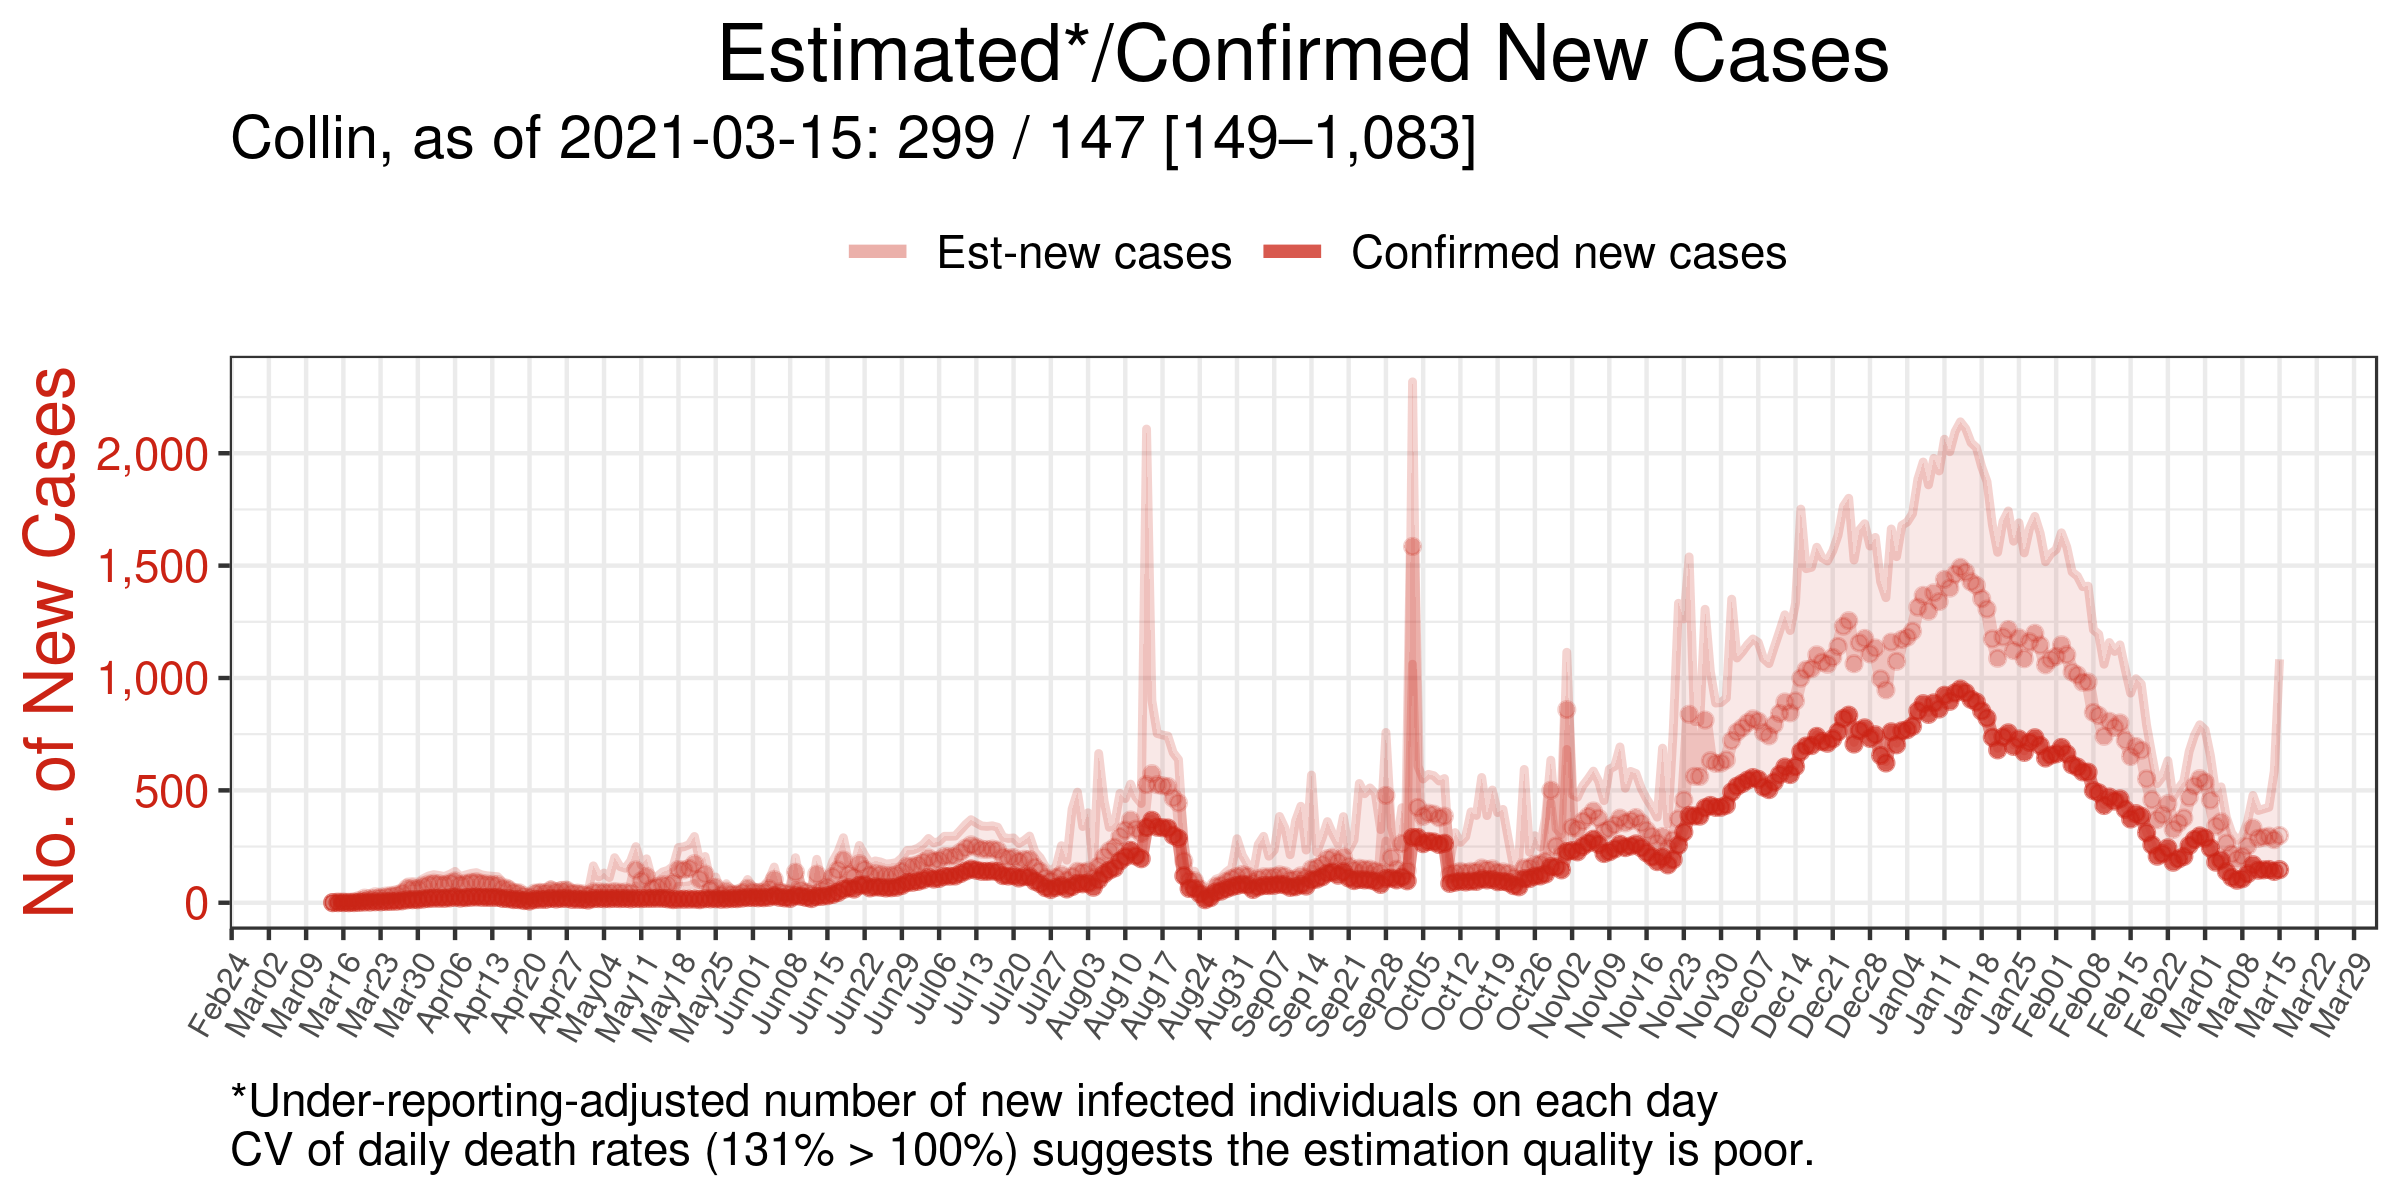 Estimated*/Confirmed New Cases
Collin, as of 2021-03-15: 299 / 147 [149–1,083]
Est-new cases Confirmed new cases
No. of New Cases
2,000
1,500
1,000
500
0
Feb24 Mar02 Mar09 Mar16 Mar23 Mar30 Apr06 Apr13 Apr20 Apr27 May04 May11 May18 May25 Jun01 Jun08 Jun15 Jun22 Jun29 Jul06 Jul13 Jul20 Jul27 Aug03 Aug10 Aug17 Aug24 Aug31 Sep07 Sep14 Sep21 Sep28 Oct05 Oct12 Oct19 Oct26 Nov02 Nov09 Nov16 Nov23 Nov30 Dec07 Dec14 Dec21 Dec28 Jan04 Jan11 Jan18 Jan25 Feb01 Feb08 Feb15 Feb22 Mar01 Mar08 Mar15 Mar22 Mar29
*Under-reporting-adjusted number of new infected individuals on each day
CV of daily death rates (131% > 100%) suggests the estimation quality is poor.